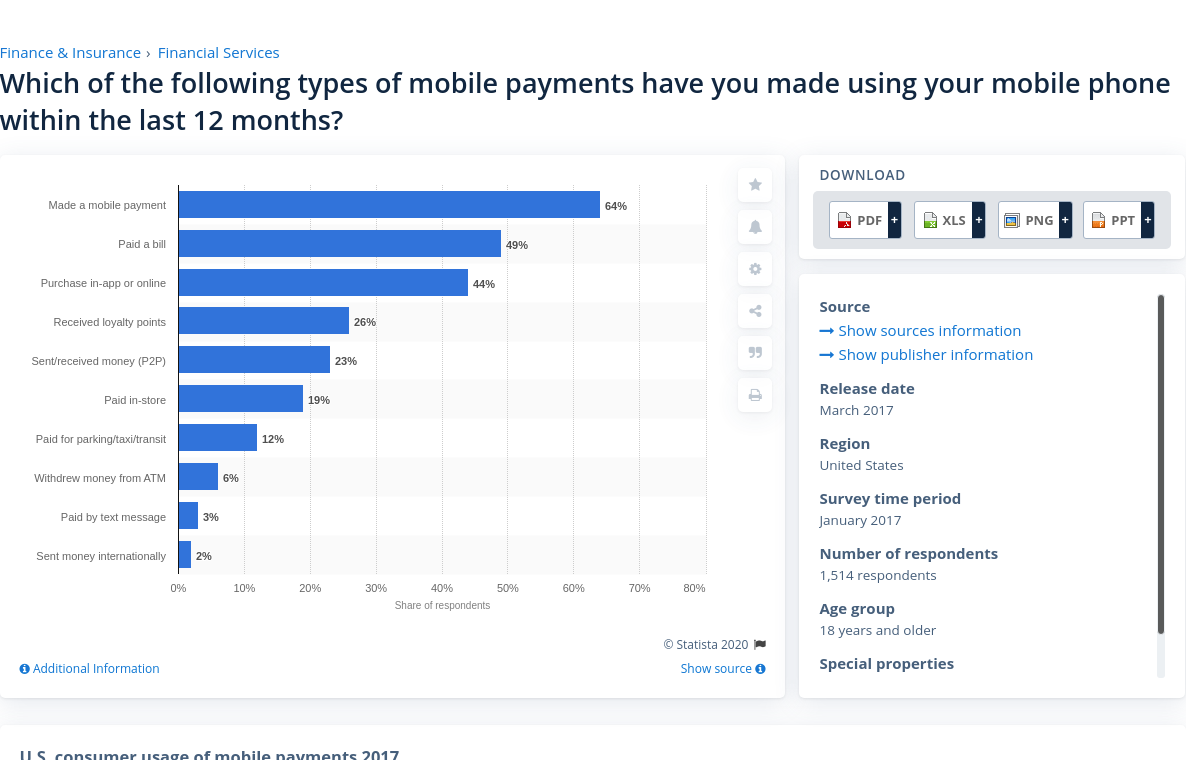 Finance & Insurance › Financial Services
Which of the following types of mobile payments have you made using your mobile phone
within the last 12 months?
Made a mobile payment 64%
Paid a bill 49%
Purchase in-app or online 44%
Received loyalty points 26%
Sent/received money (P2P) 23%
Paid in-store 19%
Paid for parking/taxi/transit 12%
Withdrew money from ATM 6%
Paid by text message 3%
Sent money internationally 2%
0% 10% 20% 30% 40% 50% 60% 70% 80%
Share of respondents
© Statista 2020
Additional Information
Show source
DOWNLOAD
PDF + XLS + PNG + PPT +
Source
Show sources information
Show publisher information
Release date
March 2017
Region
United States
Survey time period
January 2017
Number of respondents
1,514 respondents
Age group
18 years and older
Special properties
U.S. consumer usage of mobile payments 2017